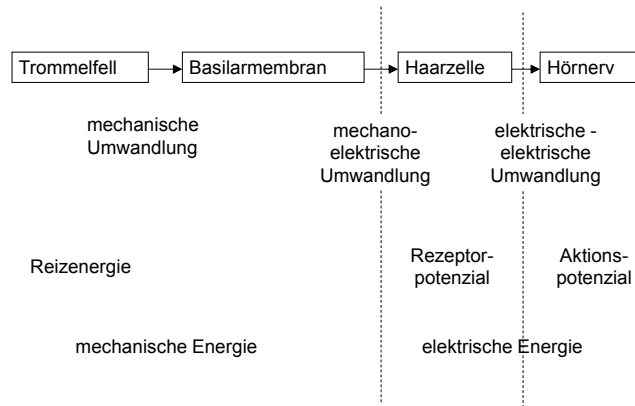 Trommelfell
Basilarmembran
Haarzelle
Hörnerv
mechanische
Umwandlung
mechano-
elektrische
Umwandlung
elektrische -
elektrische
Umwandlung
Reizenergie
Rezeptor-
potenzial
Aktions-
potenzial
mechanische Energie
elektrische Energie